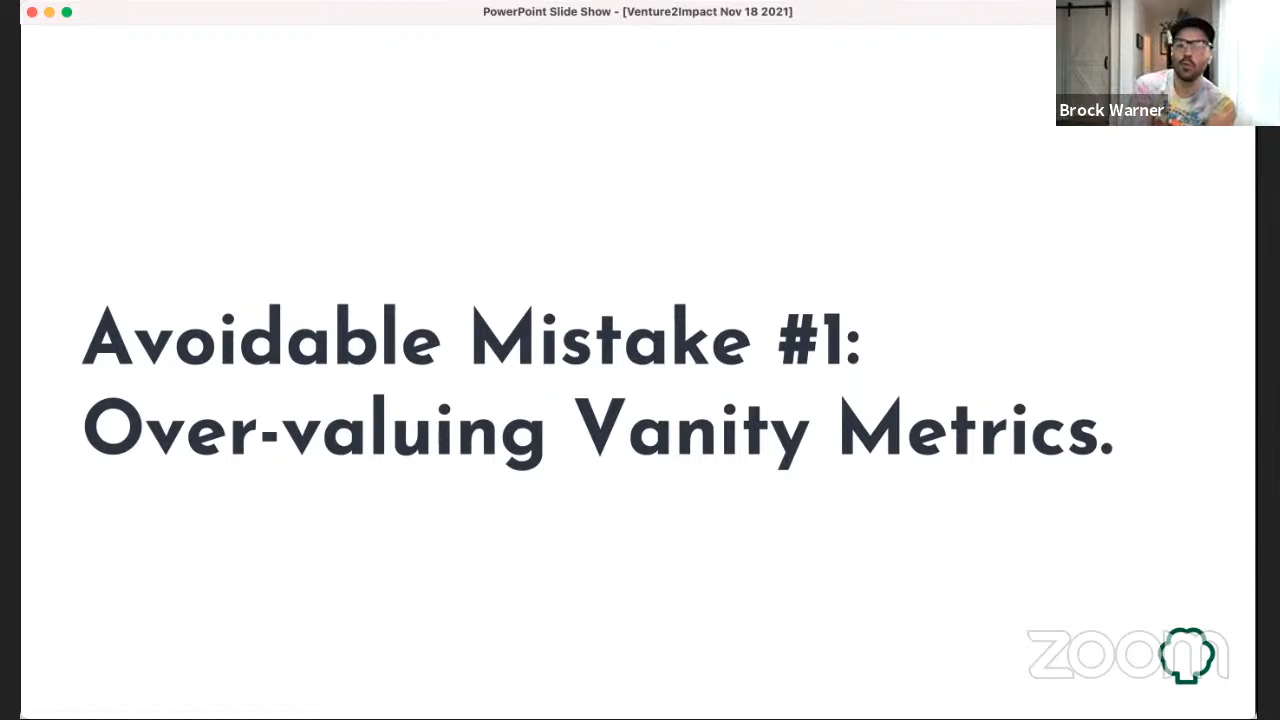 PowerPoint Slide Show - [Venture2Impact Nov 18 2021]
Brock Warner
Avoidable Mistake #1:
Over-valuing Vanity Metrics.
zoom